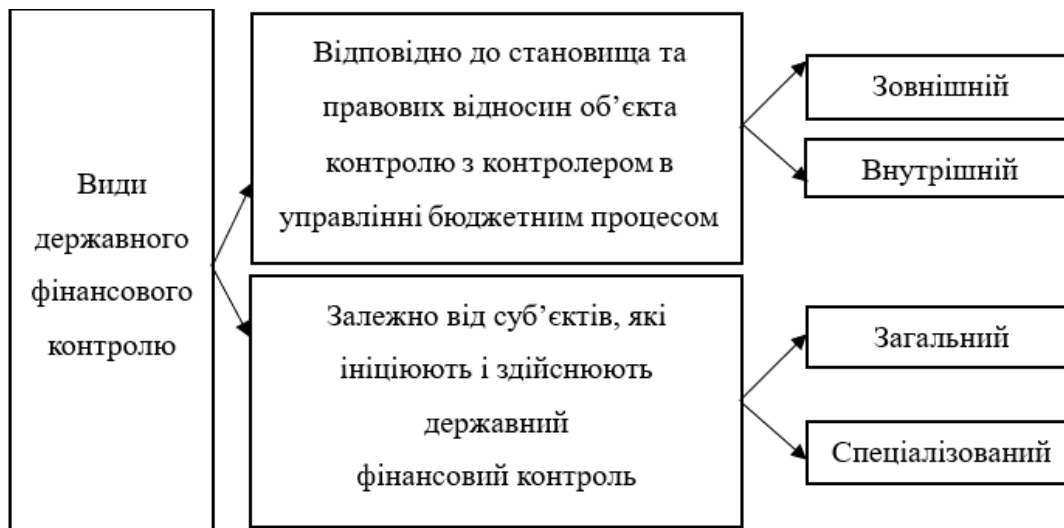 Види
державного
фінансового
контролю
Відповідно до становища та
правових відносин об’єкта
контролю з контролером в
управлінні бюджетним процесом
Зовнішній
Внутрішній
Залежно від суб’єктів, які
ініціюють і здійснюють
державний
фінансовий контроль
Загальний
Спеціалізований